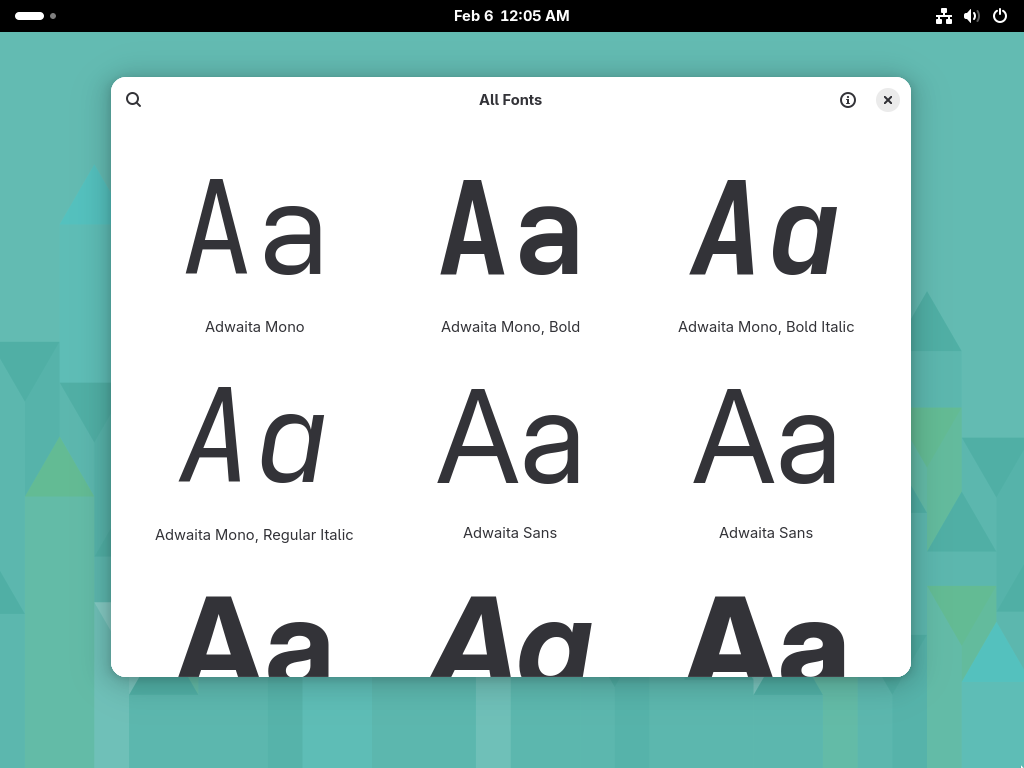 Feb 6 12:05 AM
All Fonts
Aa Aa Aa
Adwaita Mono Adwaita Mono, Bold Adwaita Mono, Bold Italic
Aa Aa Aa
Adwaita Mono, Regular Italic Adwaita Sans Adwaita Sans
Aa Aa Aa